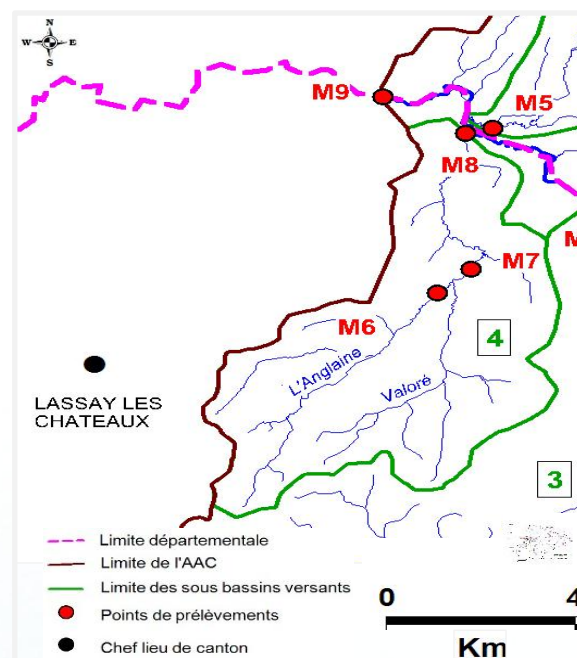 N
W E
S
M9
M5
M8
M
M7
M6
4
L'Anglaine
Valoré
LASSAY LES
CHATEAUX
3
Limite départementale
Limite de l'AAC
Limite des sous bassins versants
Points de prélèvements
Chef lieu de canton
0 4
Km